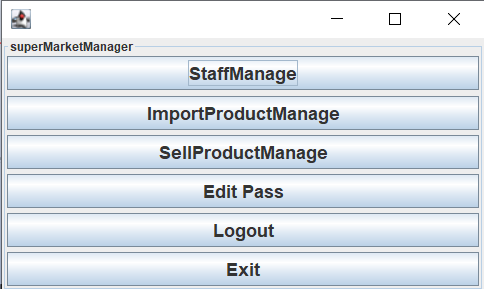 superMarketManager
StaffManage
ImportProductManage
SellProductManage
Edit Pass
Logout
Exit